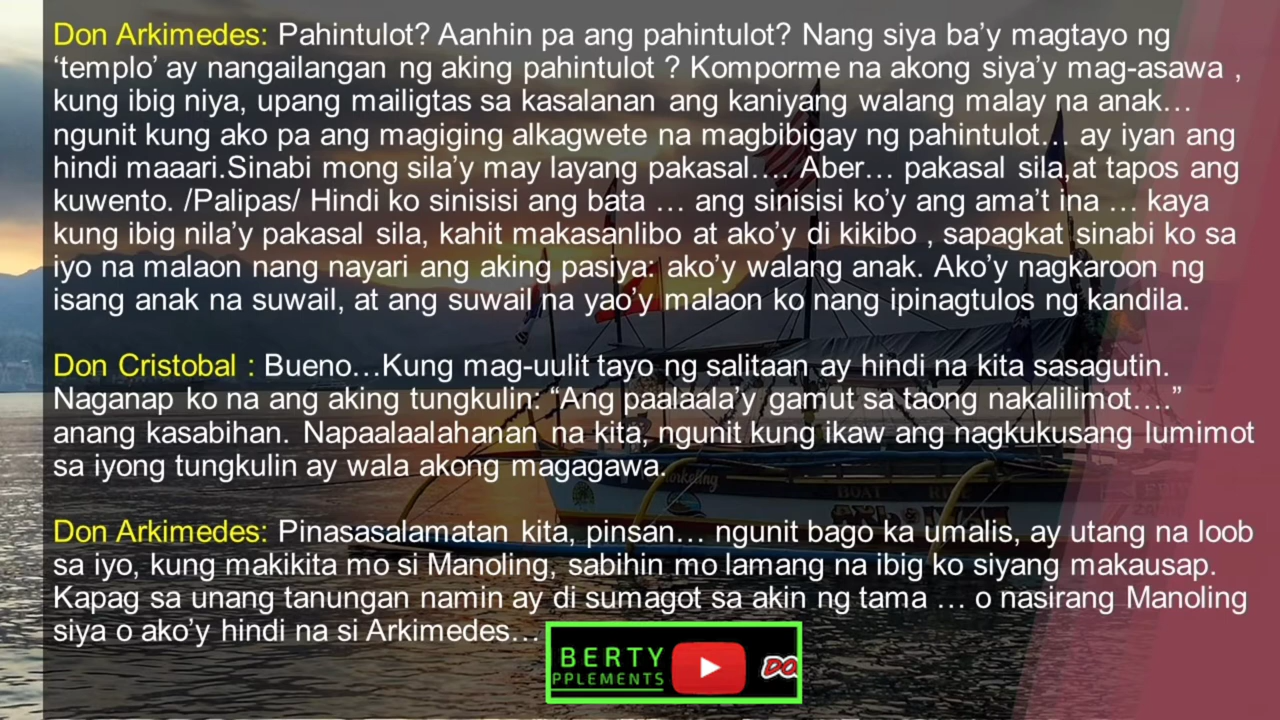 Don Arkimedes: Pahintulot? Aanhin pa ang pahintulot? Nang siya ba’y magtayo ng
‘templo’ ay nangailangan ng aking pahintulot ? Komporme na akong siya’y mag-asawa ,
kung ibig niya, upang mailigtas sa kasalanan ang kaniyang walang malay na anak…
ngunit kung ako pa ang magiging alkagwete na magbibigay ng pahintulot… ay iyan ang
hindi maaari.Sinabi mong sila’y may layang pakasal…. Aber… pakasal sila,at tapos ang
kuwento. /Palipas/ Hindi ko sinisisi ang bata … ang sinisisi ko’y ang ama’t ina … kaya
kung ibig nila’y pakasal sila, kahit makasanlibo at ako’y di kikibo , sapagkat sinabi ko sa
iyo na malaon nang nayari ang aking pasiya: ako’y walang anak. Ako’y nagkaroon ng
isang anak na suwail, at ang suwail na yao’y malaon ko nang ipinagtulos ng kandila.
Don Cristobal : Bueno…Kung mag-uulit tayo ng salitaan ay hindi na kita sasagutin.
Naganap ko na ang aking tungkulin: “Ang paalaala’y gamut sa taong nakalilimot….”
anang kasabihan. Napaalaalahanan na kita, ngunit kung ikaw ang nagkukusang lumimot
sa iyong tungkulin ay wala akong magagawa.
Don Arkimedes: Pinasasalamatan kita, pinsan… ngunit bago ka umalis, ay utang na loob
sa iyo, kung makikita mo si Manoling, sabihin mo lamang na ibig ko siyang makausap.
Kapag sa unang tanungan namin ay di sumagot sa akin ng tama … o nasirang Manoling
siya o ako’y hindi na si Arkimedes…
BERTY
PPLEMENTS
DO